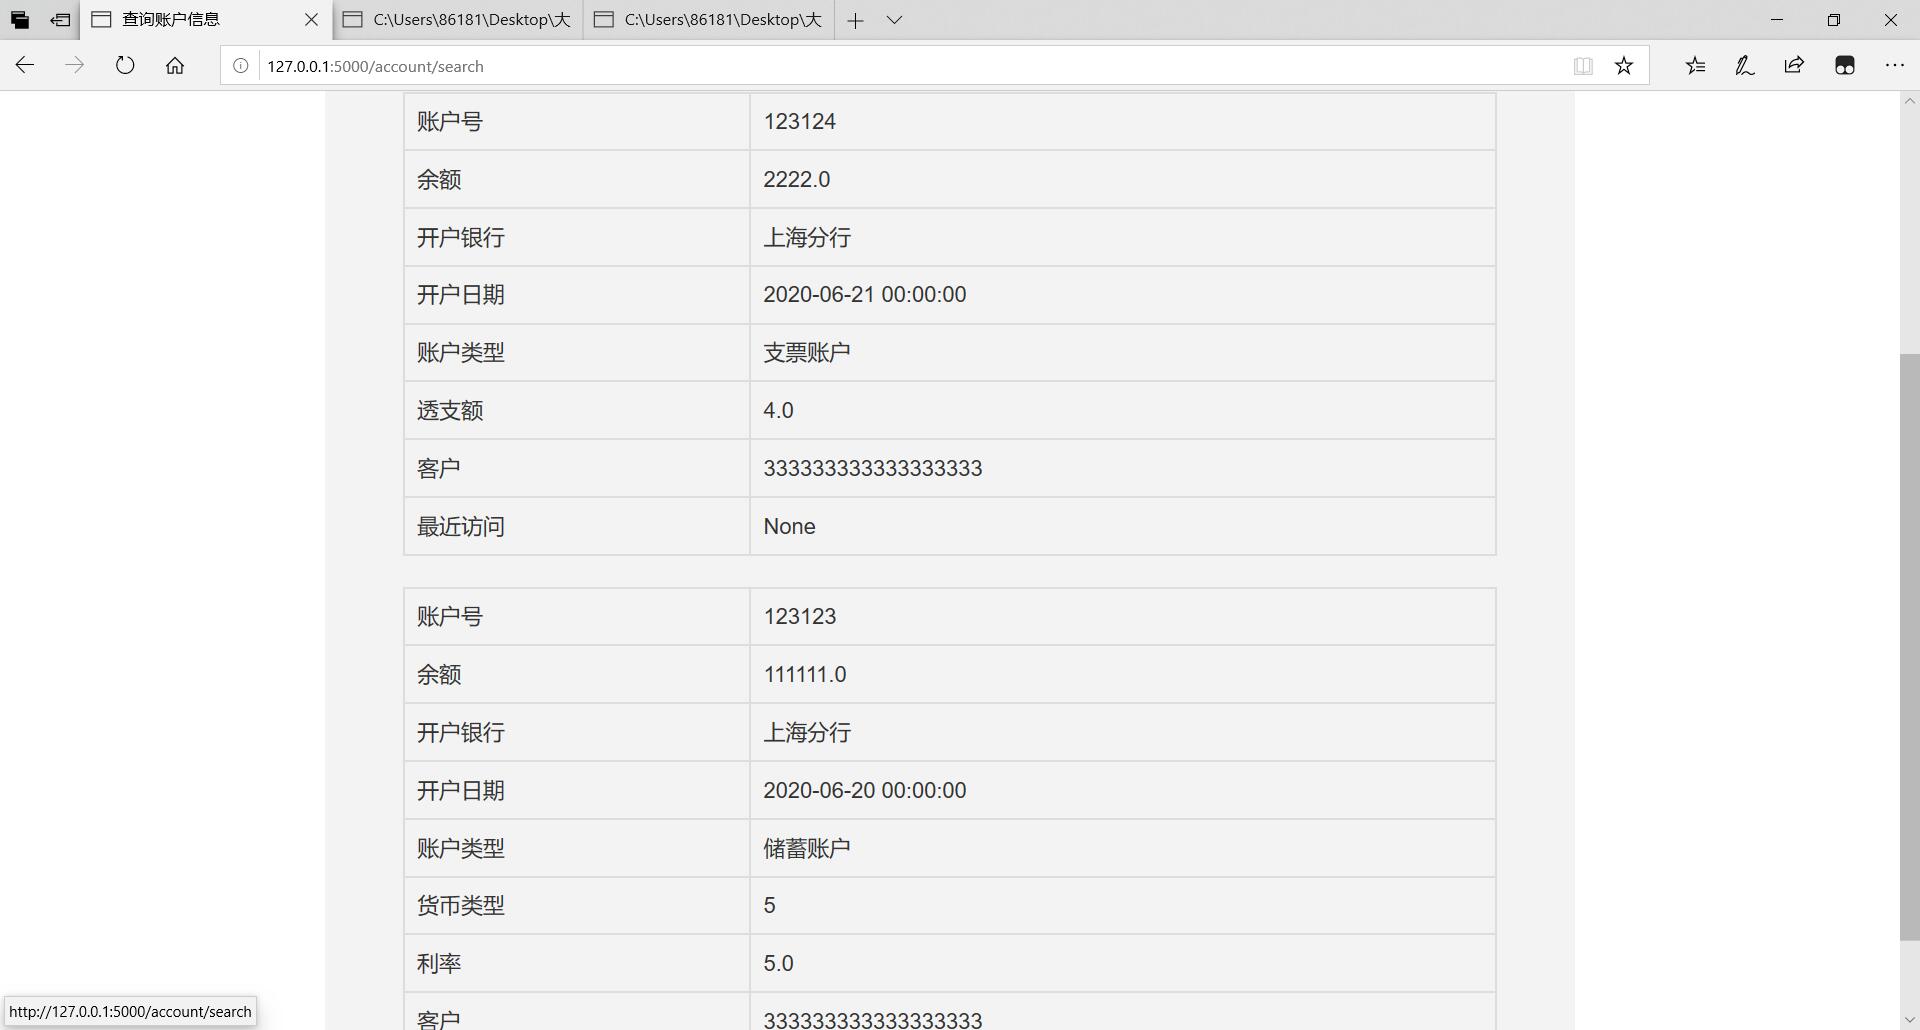 查询账户信息
C:\Users\86181\Desktop\大
C:\Users\86181\Desktop\大
127.0.0.1:5000/account/search
账户号 123124
余额 2222.0
开户银行 上海分行
开户日期 2020-06-21 00:00:00
账户类型 支票账户
透支额 4.0
客户 333333333333333333
最近访问 None
账户号 123123
余额 111111.0
开户银行 上海分行
开户日期 2020-06-20 00:00:00
账户类型 储蓄账户
货币类型 5
利率 5.0
客户 333333333333333333
http://127.0.0.1:5000/account/search